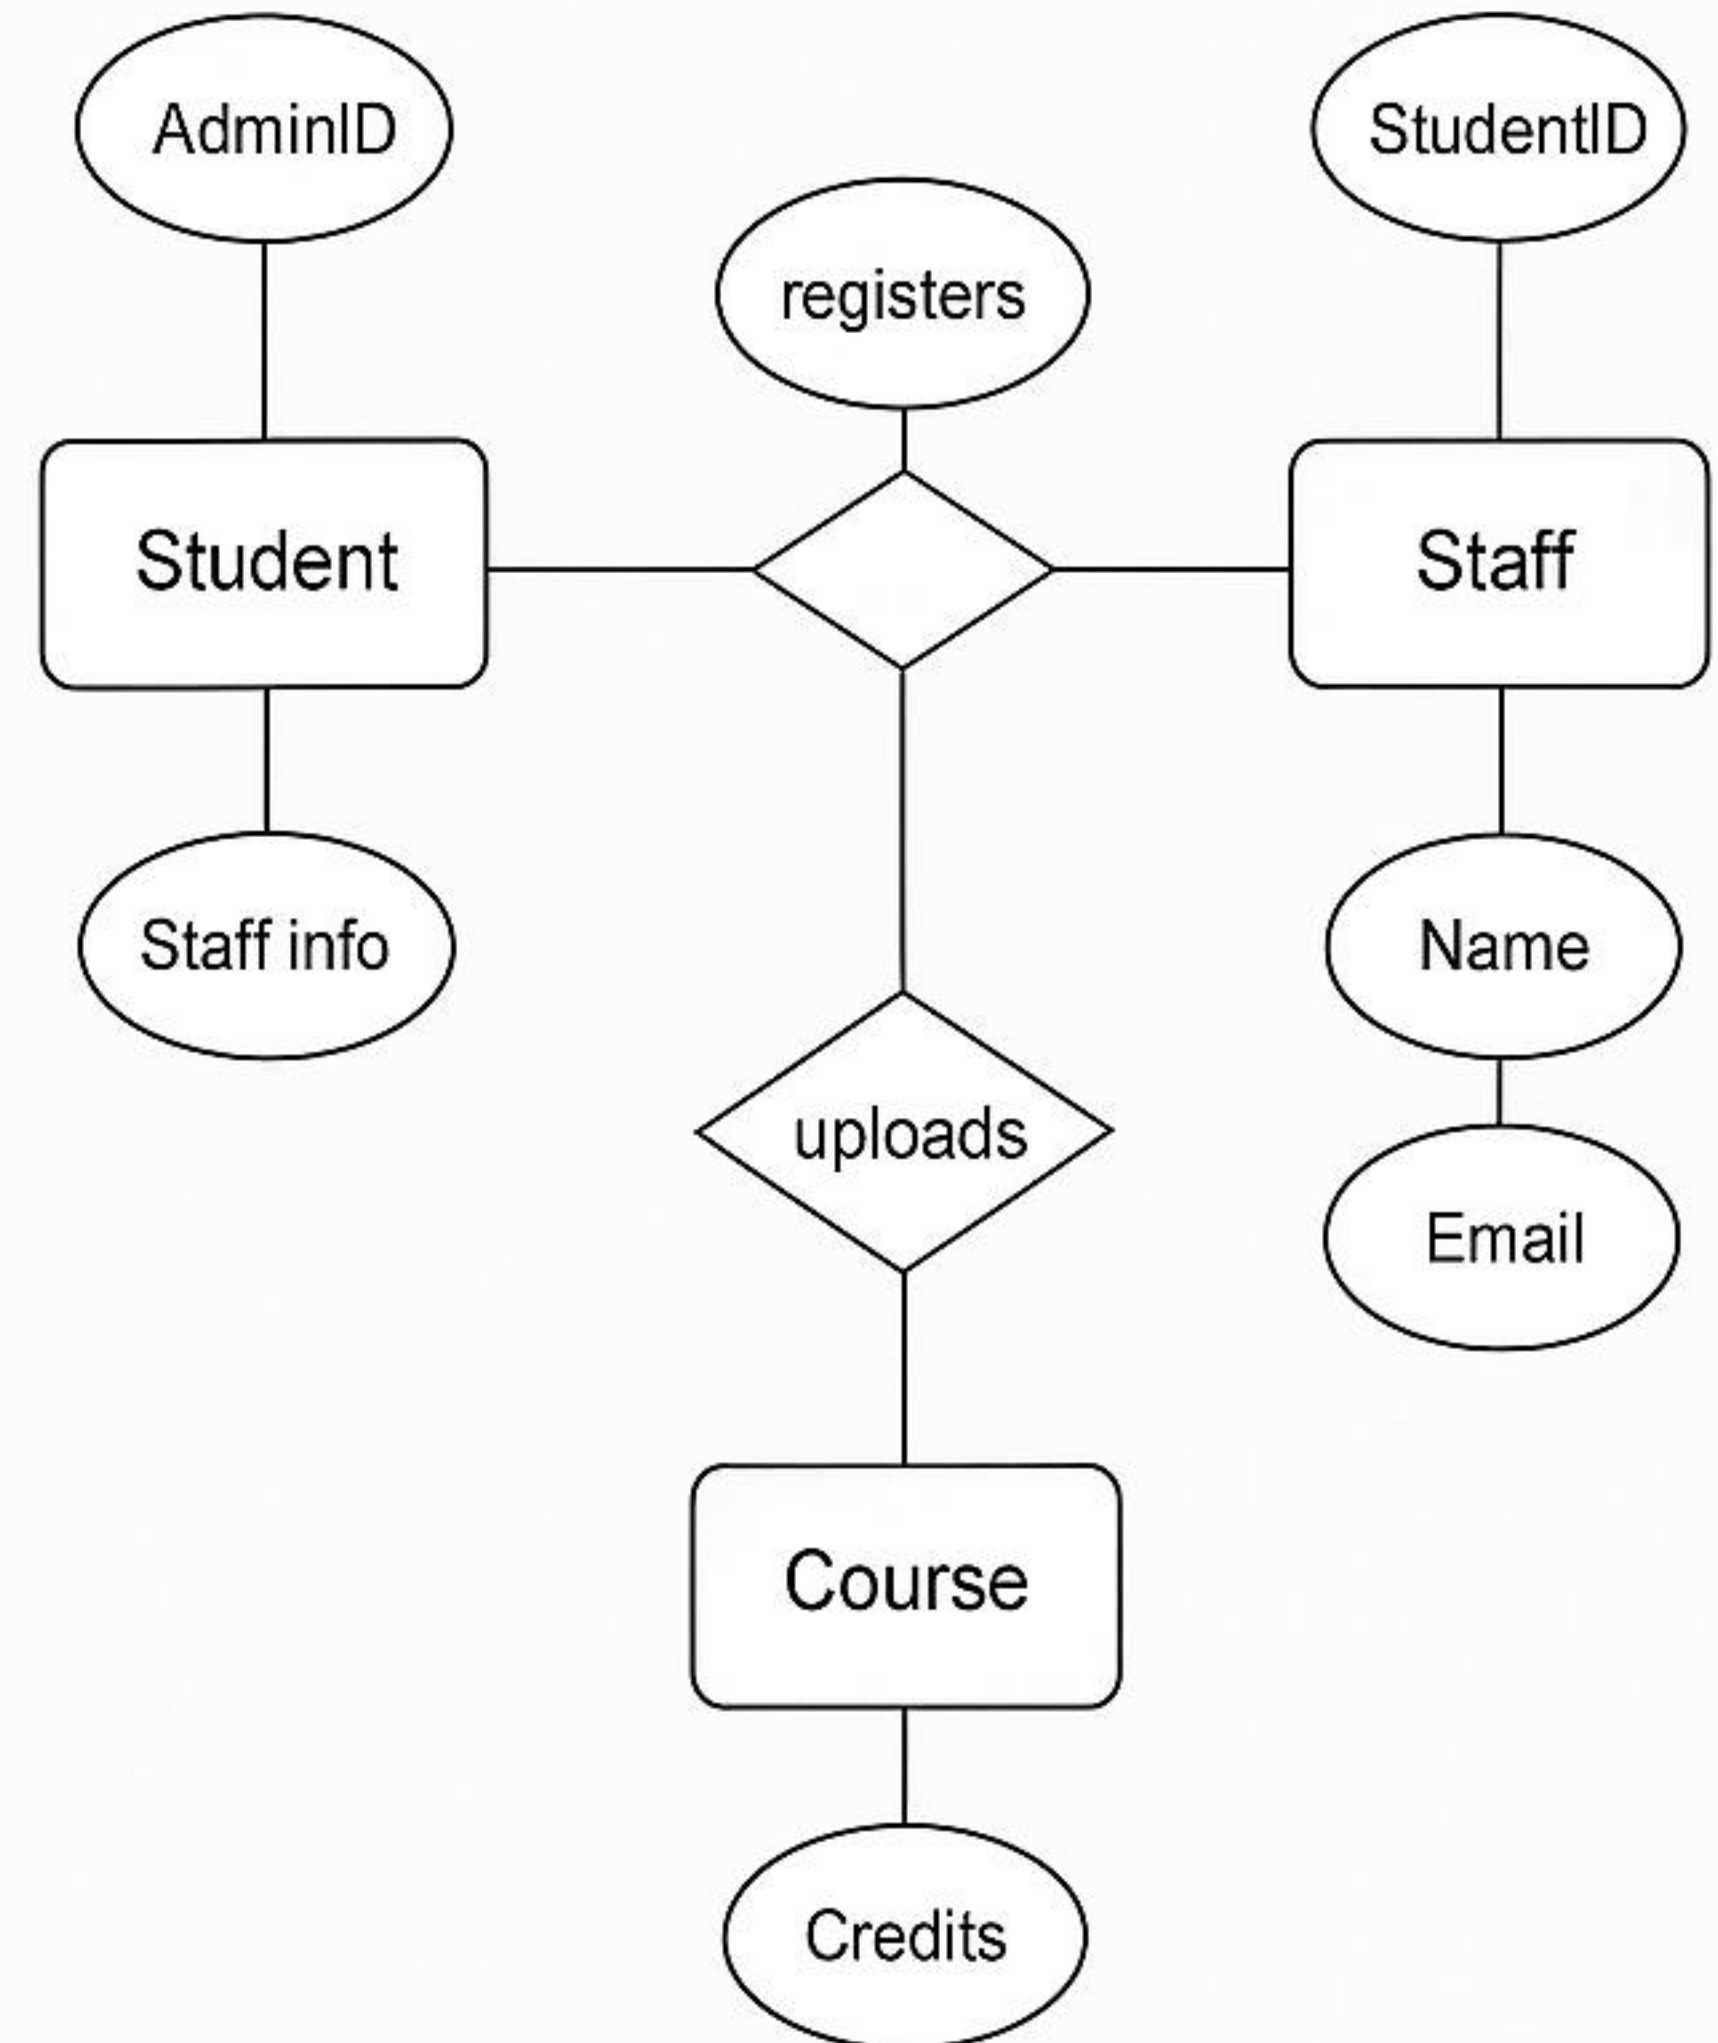 AdminID
StudentID
registers
Student
Staff
Staff info
Name
uploads
Email
Course
Credits